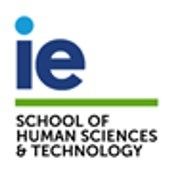 ie
SCHOOL OF
HUMAN SCIENCES
& TECHNOLOGY